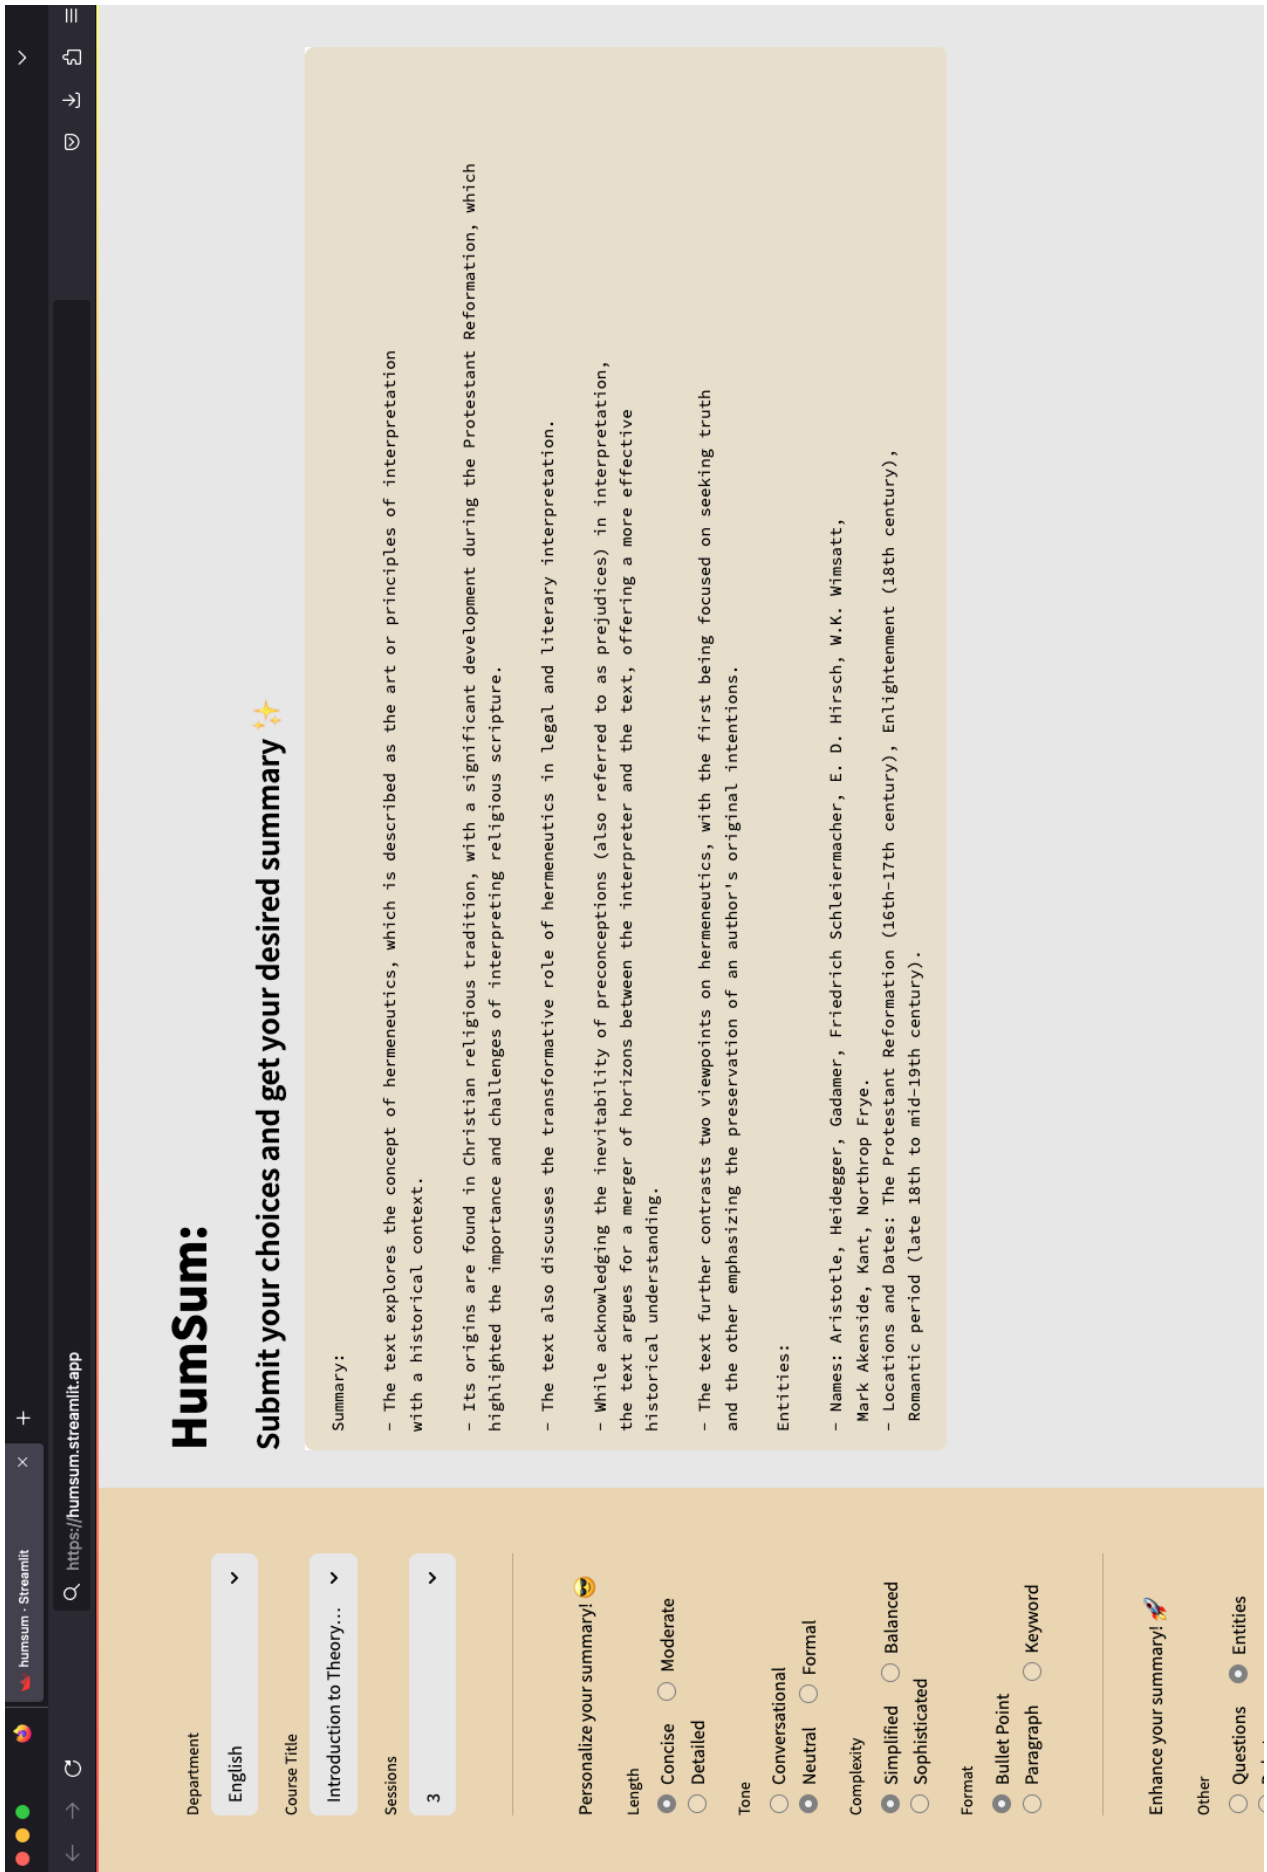 humsum · Streamlit
https://humsum.streamlit.app
Department
English
Course Title
Introduction to Theory...
Sessions
3
Personalize your summary! 😎
Length
Concise Moderate
Detailed
Tone
Conversational
Neutral Formal
Complexity
Simplified Balanced
Sophisticated
Format
Bullet Point
Paragraph Keyword
Enhance your summary! 🚀
Other
Questions Entities
HumSum:
Submit your choices and get your desired summary ✨
Summary:
- The text explores the concept of hermeneutics, which is described as the art or principles of interpretation
with a historical context.
- Its origins are found in Christian religious tradition, with a significant development during the Protestant Reformation, which
highlighted the importance and challenges of interpreting religious scripture.
- The text also discusses the transformative role of hermeneutics in legal and literary interpretation.
- While acknowledging the inevitability of preconceptions (also referred to as prejudices) in interpretation,
the text argues for a merger of horizons between the interpreter and the text, offering a more effective
historical understanding.
- The text further contrasts two viewpoints on hermeneutics, with the first being focused on seeking truth
and the other emphasizing the preservation of an author's original intentions.
Entities:
- Names: Aristotle, Heidegger, Gadamer, Friedrich Schleiermacher, E. D. Hirsch, W.K. Wimsatt,
Mark Akenside, Kant, Northrop Frye.
- Locations and Dates: The Protestant Reformation (16th-17th century), Enlightenment (18th century),
Romantic period (late 18th to mid-19th century).